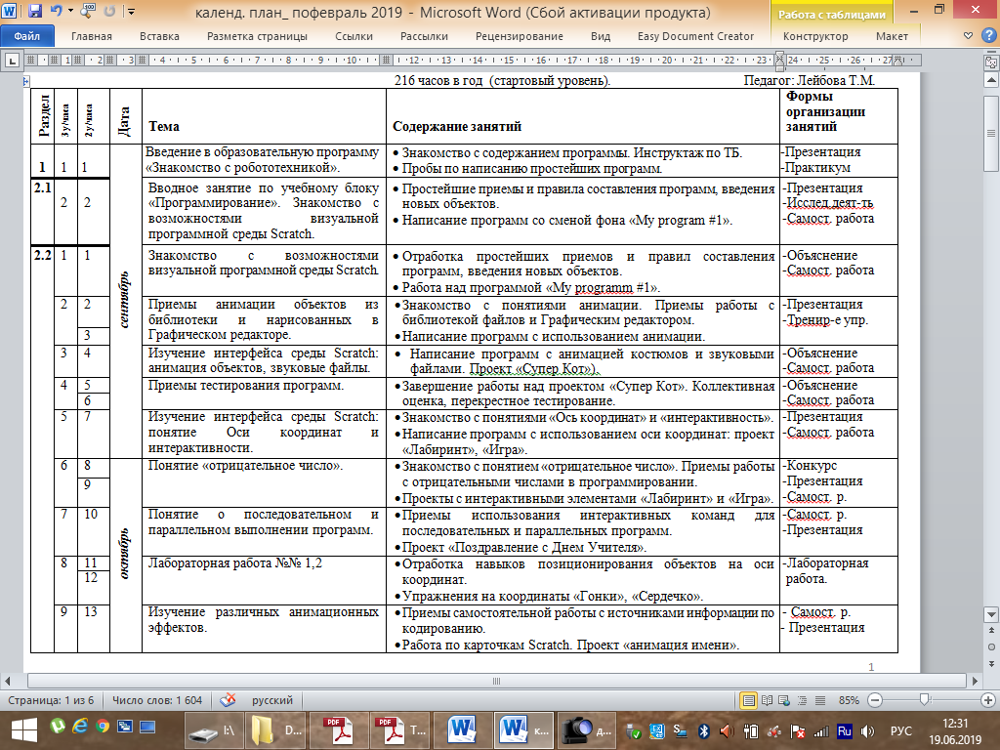 календ. план_ пофевраль 2019 - Microsoft Word (Сбой активации продукта)
Работа с таблицами
Файл Главная Вставка Разметка страницы Ссылки Рассылки Рецензирование Вид Easy Document Creator Конструктор Макет
216 часов в год (стартовый уровень). Педагог: Лейбова Т.М.
Раздел
3 у/часа
2 у/часа
Дата
Тема
Содержание занятий
Формы
организации
занятий
1 1 1
Введение в образовательную программу
«Знакомство с робототехникой».
• Знакомство с содержанием программы. Инструктаж по ТБ.
• Пробы по написанию простейших программ.
-Презентация
-Практикум
2.1
2 2
Вводное занятие по учебному блоку
«Программирование». Знакомство с
возможностями визуальной
программной среды Scratch.
• Простейшие приемы и правила составления программ, введения
новых объектов.
• Написание программ со сменой фона «My program #1».
-Презентация
-Исслед.деят-ть
-Самост. работа
2.2 1 1
сентябрь
Знакомство с возможностями
визуальной программной среды Scratch.
• Отработка простейших приемов и правил составления
программ, введения новых объектов.
• Работа над программой «My programm #1».
-Объяснение
-Самост. работа
2 2
3
Приемы анимации объектов из
библиотеки и нарисованных в
Графическом редакторе.
• Знакомство с понятиями анимации. Приемы работы с
библиотекой файлов и Графическим редактором.
• Написание программ с использованием анимации.
-Презентация
-Тренир-е упр.
3 4
Изучение интерфейса среды Scratch:
анимация объектов, звуковые файлы.
• Написание программ с анимацией костюмов и звуковыми
файлами. Проект «Супер Кот»).
-Объяснение
-Самост. работа
4 5
6
Приемы тестирования программ.
• Завершение работы над проектом «Супер Кот». Коллективная
оценка, перекрестное тестирование.
-Объяснение
-Самост. работа
5 7
Изучение интерфейса среды Scratch:
понятие Оси координат и
интерактивности.
• Знакомство с понятиями «Ось координат» и «интерактивность».
• Написание программ с использованием оси координат: проект
«Лабиринт», «Игра».
-Презентация
-Самост. работа
6 8
9
октябрь
Понятие «отрицательное число».
• Знакомство с понятием «отрицательное число». Приемы работы
с отрицательными числами в программировании.
• Проекты с интерактивными элементами «Лабиринт» и «Игра».
-Конкурс
-Презентация
-Самост. р.
7 10
Понятие о последовательном и
параллельном выполнении программ.
• Приемы использования интерактивных команд для
последовательных и параллельных программ.
• Проект «Поздравление с Днем Учителя».
-Самост. р.
-Презентация
8 11
12
Лабораторная работа №№ 1,2
• Отработка навыков позиционирования объектов на оси
координат.
• Упражнения на координаты «Гонки», «Сердечко».
-Лабораторная
работа.
9 13
Изучение различных анимационных
эффектов.
• Приемы самостоятельной работы с источниками информации по
кодированию.
• Работа по карточкам Scratch. Проект «анимация имени».
- Самост. р.
- Презентация
1
Страница: 1 из 6 Число слов: 1 604 русский 85%
I:\ D... T... к... д...
Ru РУС 12:31
19.06.2019